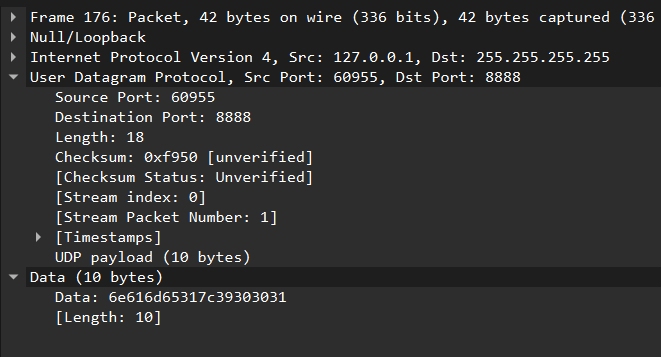 Frame 176: Packet, 42 bytes on wire (336 bits), 42 bytes captured (336
Null/Loopback
Internet Protocol Version 4, Src: 127.0.0.1, Dst: 255.255.255.255
User Datagram Protocol, Src Port: 60955, Dst Port: 8888
Source Port: 60955
Destination Port: 8888
Length: 18
Checksum: 0xf950 [unverified]
[Checksum Status: Unverified]
[Stream index: 0]
[Stream Packet Number: 1]
[Timestamps]
UDP payload (10 bytes)
Data (10 bytes)
Data: 6e616d65317c39303031
[Length: 10]